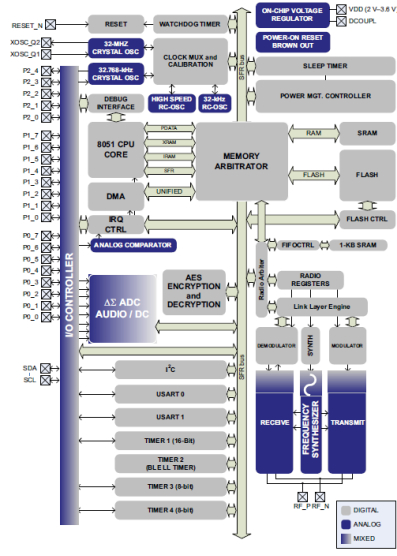 RESET_N
RESET
WATCHDOG TIMER
ON-CHIP VOLTAGE
REGULATOR
VDD (2 V–3.6 V
DCOUPL
XOSC_Q2
XOSC_Q1
32-MHZ
CRYSTAL OSC
CLOCK MUX and
CALIBRATION
POWER-ON RESET
BROWN OUT
SFR bus
SLEEP TIMER
P2_4
P2_3
P2_2
P2_1
P2_0
32.768-kHz
CRYSTAL OSC
DEBUG
INTERFACE
HIGH SPEED
RC-OSC
32-kHz
RC-OSC
POWER MGT. CONTROLLER
P1_7
P1_6
P1_5
P1_4
P1_3
P1_2
P1_1
P1_0
8051 CPU
CORE
PDATA
XRAM
IRAM
SFR
MEMORY
ARBITRATOR
RAM
SRAM
FLASH
FLASH
DMA
UNIFIED
IRQ
CTRL
FLASH CTRL
P0_7
P0_6
P0_5
P0_4
P0_3
P0_2
P0_1
P0_0
ANALOG COMPARATOR
I/O CONTROLLER
ΔΣ ADC
AUDIO / DC
AES
ENCRYPTION
and
DECRYPTION
Radio Arbiter
FIFOCTRL
1-KB SRAM
RADIO
REGISTERS
Link Layer Engine
DEMODULATOR
SYNTH
MODULATOR
SFR bus
SDA
SCL
I²C
USART 0
USART 1
TIMER 1 (16-Bit)
TIMER 2
(BLE LL TIMER)
TIMER 3 (8-bit)
TIMER 4 (8-bit)
RECEIVE
FREQUENCY
SYNTHESIZER
TRANSMIT
RF_P
RF_N
DIGITAL
ANALOG
MIXED